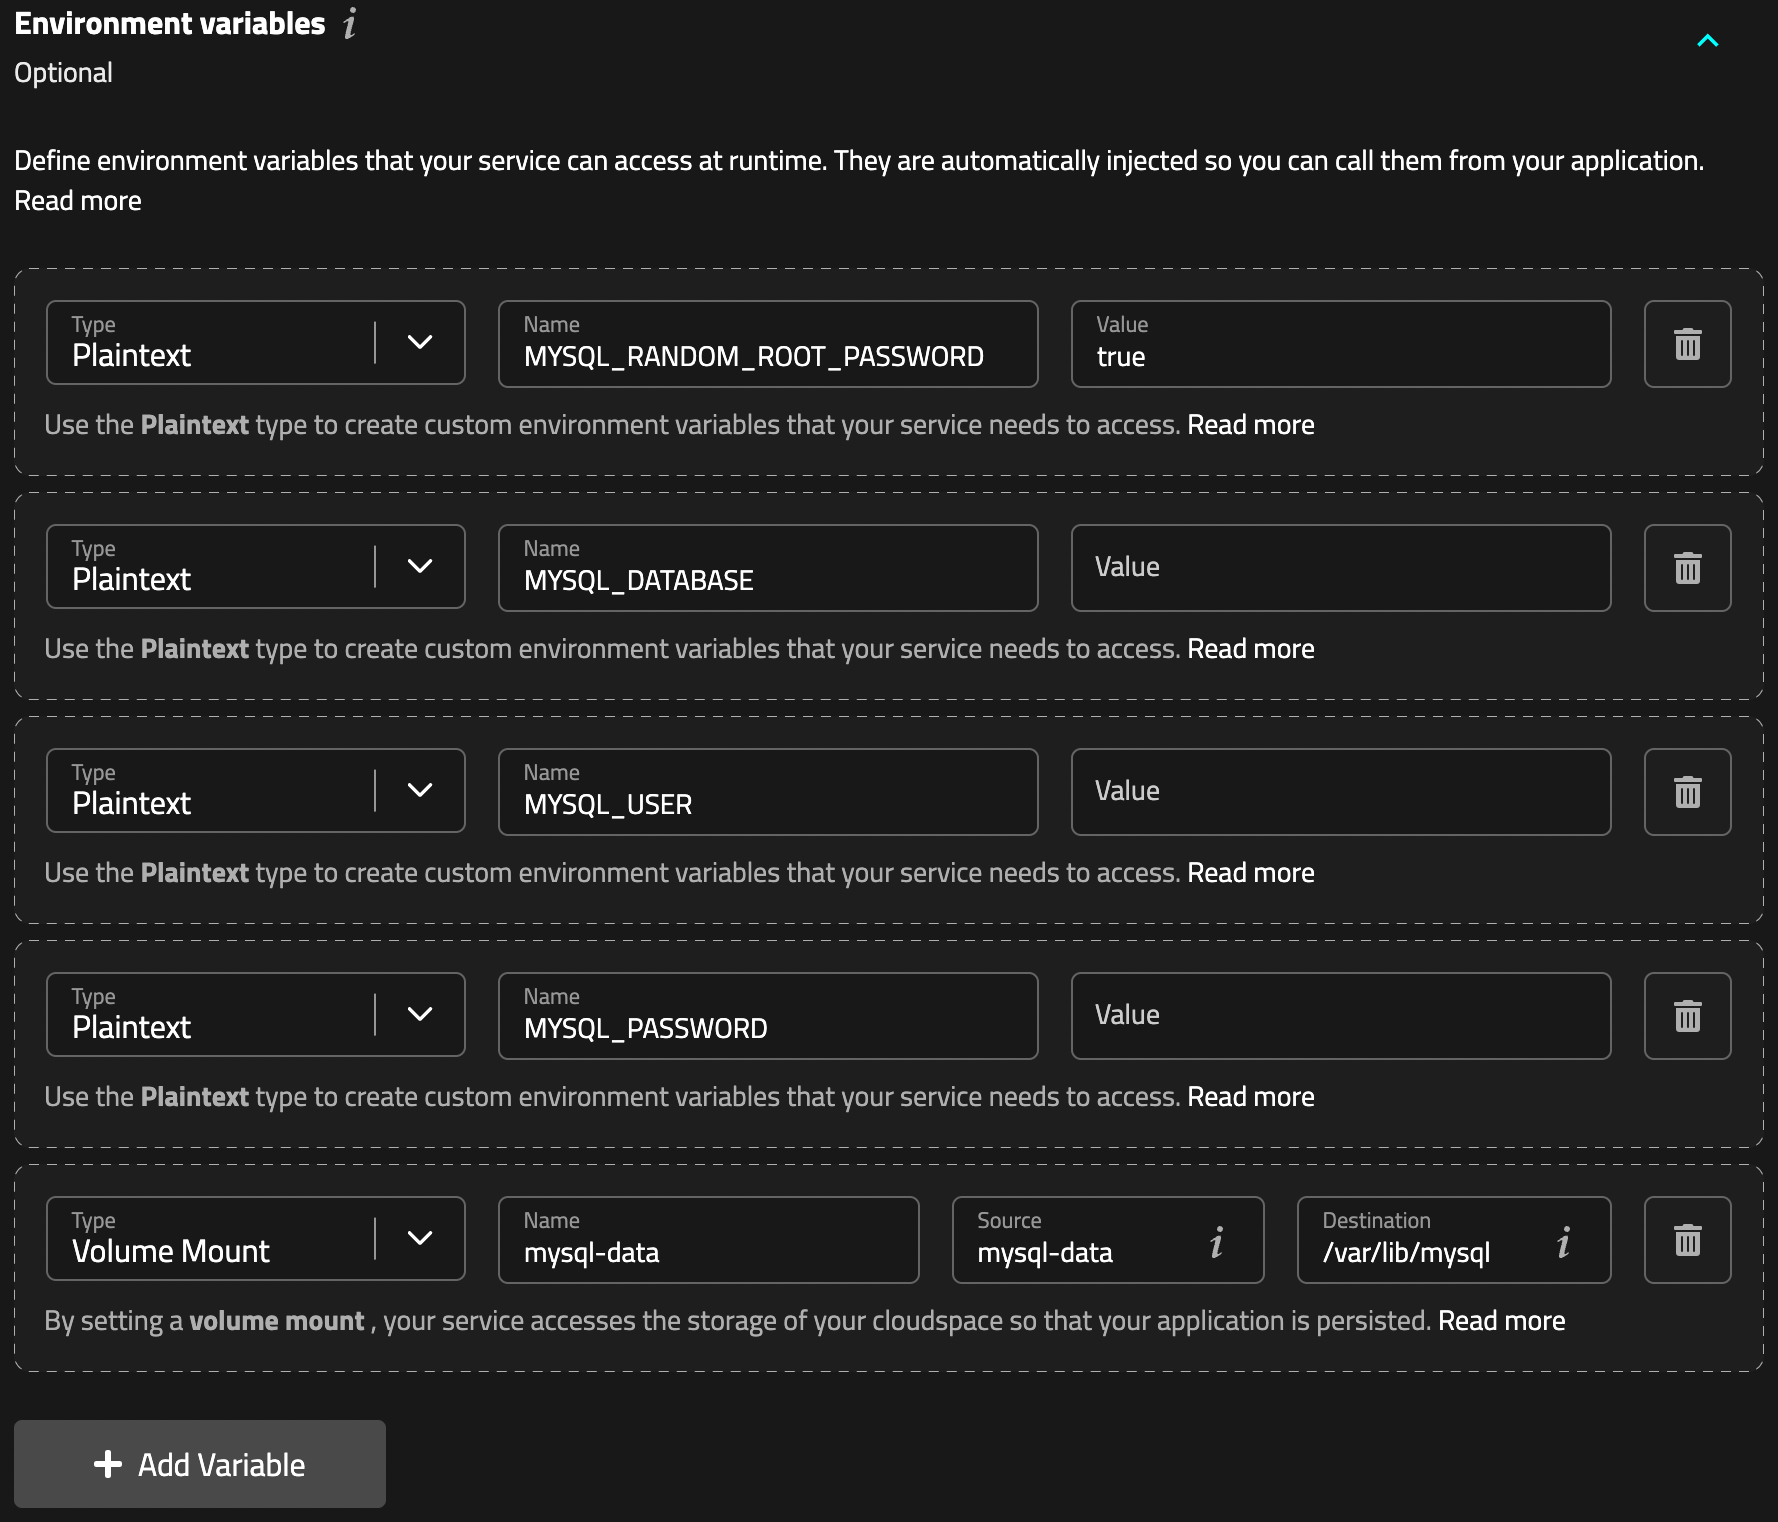 Environment variables i
Optional
Define environment variables that your service can access at runtime. They are automatically injected so you can call them from your application.
Read more
Type
Plaintext
Name
MYSQL_RANDOM_ROOT_PASSWORD
Value
true
Use the Plaintext type to create custom environment variables that your service needs to access. Read more
Type
Plaintext
Name
MYSQL_DATABASE
Value
Use the Plaintext type to create custom environment variables that your service needs to access. Read more
Type
Plaintext
Name
MYSQL_USER
Value
Use the Plaintext type to create custom environment variables that your service needs to access. Read more
Type
Plaintext
Name
MYSQL_PASSWORD
Value
Use the Plaintext type to create custom environment variables that your service needs to access. Read more
Type
Volume Mount
Name
mysql-data
Source
mysql-data i
Destination
/var/lib/mysql i
By setting a volume mount , your service accesses the storage of your cloudspace so that your application is persisted. Read more
Add Variable